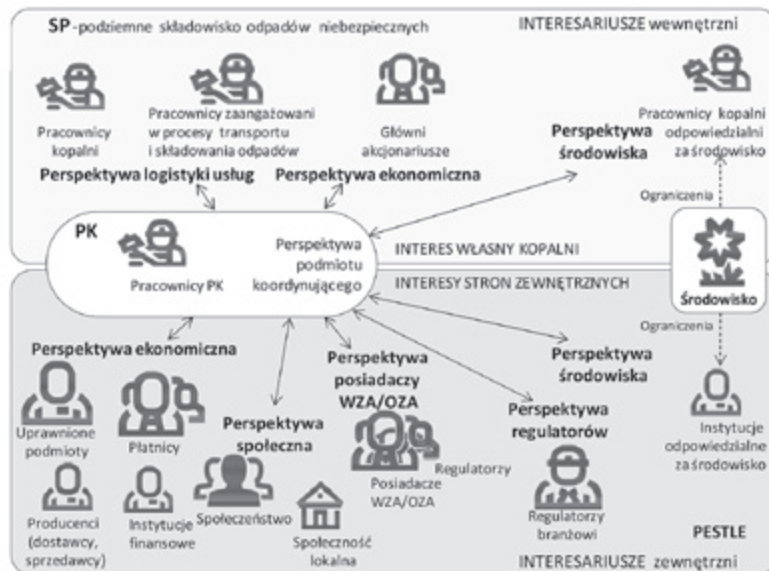 SP -podziemne składowisko odpadów niebezpiecznych
INTERESARIUSZE wewnętrzni
Pracownicy
kopalni
Pracownicy zaangażowani
w procesy transportu
i składowania odpadów
Główni
akcjonariusze
Pracownicy kopalni
odpowiedzialni
za środowisko
Perspektywa logistyki usług
Perspektywa ekonomiczna
Perspektywa
środowiska
Ograniczenia
PK
Pracownicy PK
Perspektywa
podmiotu
koordynującego
INTERES WŁASNY KOPALNI
INTERESY STRON ZEWNĘTRZNYCH
Środowisko
Ograniczenia
Perspektywa ekonomiczna
Perspektywa
posiadaczy
WZA/OZA
Perspektywa
środowiska
Perspektywa
społeczna
Perspektywa
regulatorów
Uprawnione
podmioty
Płatnicy
Regulatorzy
Posiadacze
WZA/OZA
Instytucje
odpowiedzialne
za środowisko
Producenci
(dostawcy,
sprzedawcy)
Instytucje
finansowe
Społeczeństwo
Społeczność
lokalna
Regulatorzy
branżowi
PESTLE
INTERESARIUSZE zewnętrzni